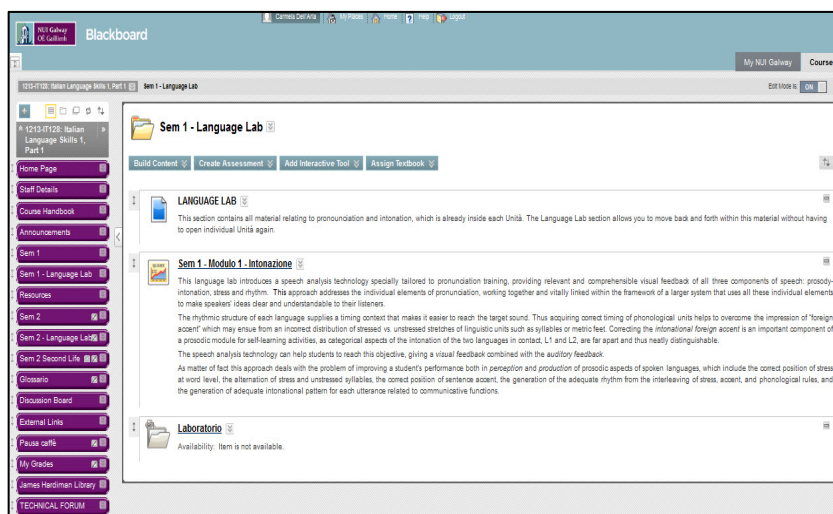 Carmela Dell'Aria My Places Home Help Logout
NUI Galway
OÉ Gaillimh
Blackboard
My NUI Galway Course
1213-IT128: Italian Language Skills 1, Part 1 Sem 1 - Language Lab
Edit Mode is: ON
1213-IT128: Italian
Language Skills 1,
Part 1
Home Page
Staff Details
Course Handbook
Announcements
Sem 1
Sem 1 - Language Lab
Resources
Sem 2
Sem 2 - Language Lab
Sem 2 Second Life
Glossario
Discussion Board
External Links
Pausa caffè
My Grades
James Hardiman Library
TECHNICAL FORUM
Sem 1 - Language Lab
Build Content Create Assessment Add Interactive Tool Assign Textbook
LANGUAGE LAB
This section contains all material relating to pronounciation and intonation, which is already inside each Unità. The Language Lab section allows you to move back and forth within this material without having
to open individual Unità again.
Sem 1 - Modulo 1 - Intonazione
This language lab introduces a speech analysis technology specially tailored to pronunciation training, providing relevant and comprehensible visual feedback of all three components of speech: prosody-
intonation, stress and rhythm. This approach addresses the individual elements of pronunciation, working together and vitally linked within the framework of a larger system that uses all these individual elements
to make speakers' ideas clear and understandable to their listeners.
The rhythmic structure of each language supplies a timing context that makes it easier to reach the target sound. Thus acquiring correct timing of phonological units helps to overcome the impression of "foreign
accent" which may ensue from an incorrect distribution of stressed vs. unstressed stretches of linguistic units such as syllables or metric feet. Correcting the intonational foreign accent is an important component of
a prosodic module for self-learning activities, as categorical aspects of the intonation of the two languages in contact, L1 and L2, are far apart and thus neatly distinguishable.
The speech analysis technology can help students to reach this objective, giving a visual feedback combined with the auditory feedback.
As matter of fact this approach deals with the problem of improving a student's performance both in perception and production of prosodic aspects of spoken languages, which include the correct position of stress
at word level, the alternation of stress and unstressed syllables, the correct position of sentence accent, the generation of the adequate rhythm from the interleaving of stress, accent, and phonological rules, and
the generation of adequate intonational pattern for each utterance related to communicative functions.
Laboratorio
Availability: Item is not available.